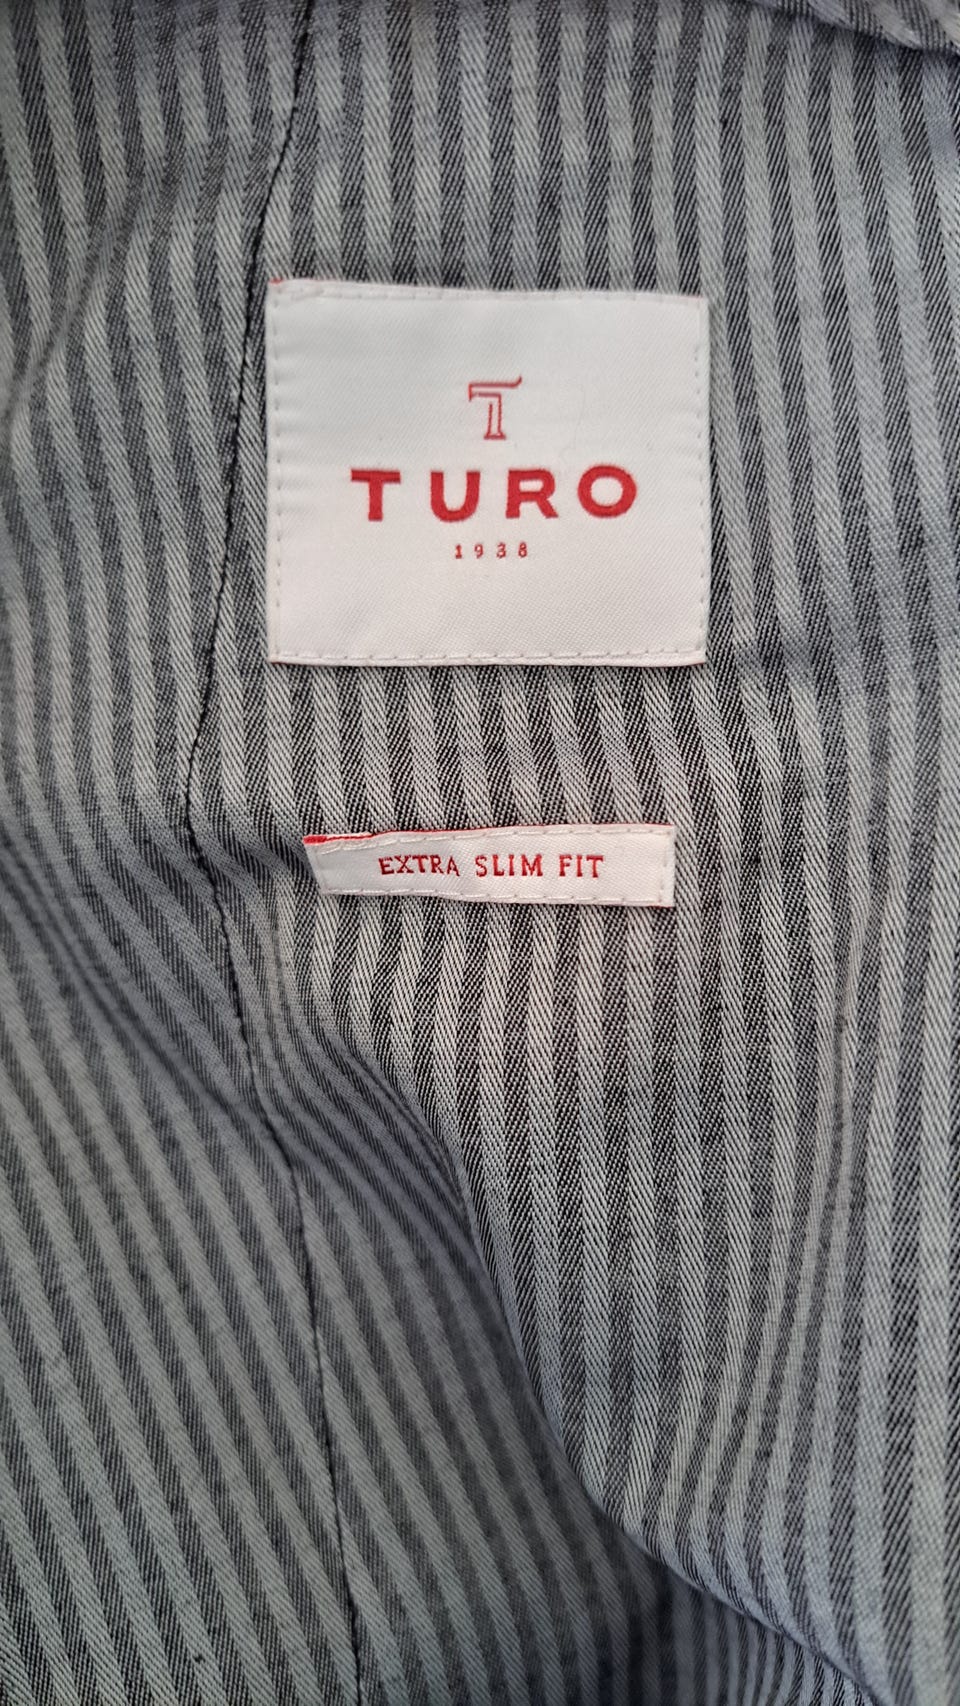 T
TURO
1938
EXTRA SLIM FIT